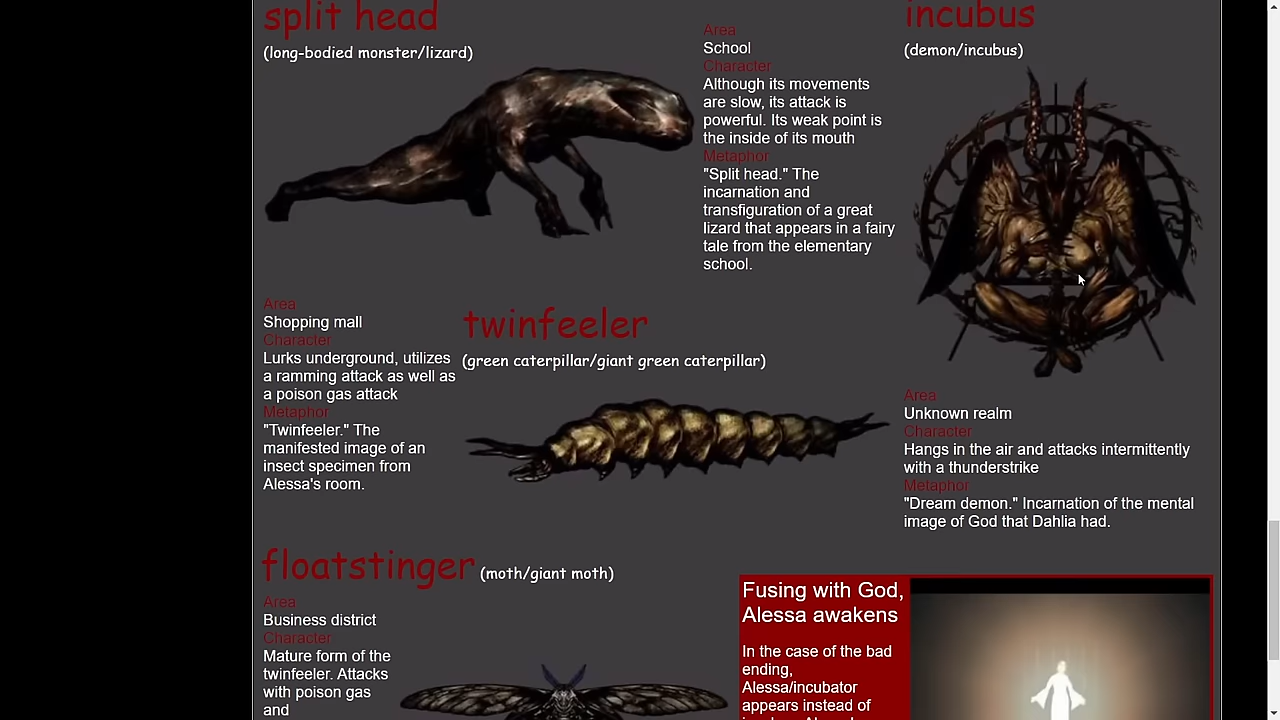 split head
(long-bodied monster/lizard)
Area
School
Character
Although its movements
are slow, its attack is
powerful. Its weak point is
the inside of its mouth
Metaphor
"Split head." The
incarnation and
transfiguration of a great
lizard that appears in a fairy
tale from the elementary
school.
incubus
(demon/incubus)
Area
Unknown realm
Character
Hangs in the air and attacks intermittently
with a thunderstrike
Metaphor
"Dream demon." Incarnation of the mental
image of God that Dahlia had.
Area
Shopping mall
Character
Lurks underground, utilizes
a ramming attack as well as
a poison gas attack
Metaphor
"Twinfeeler." The
manifested image of an
insect specimen from
Alessa's room.
twinfeeler
(green caterpillar/giant green caterpillar)
floatstinger (moth/giant moth)
Area
Business district
Character
Mature form of the
twinfeeler. Attacks
with poison gas
and
Fusing with God,
Alessa awakens
In the case of the bad
ending,
Alessa/incubator
appears instead of